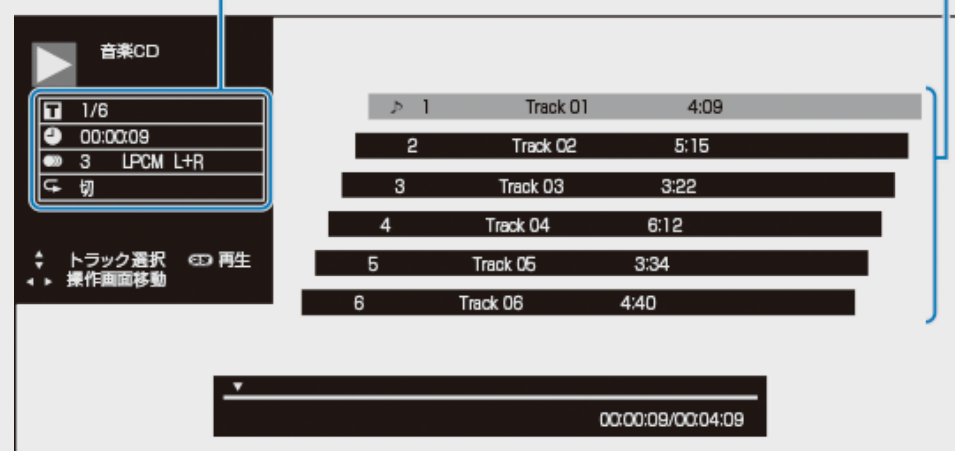 音楽CD
T 1/6
00:00:09
3 LPCM L+R
切
トラック選択 再生
操作画面移動
1 Track 01 4:09
2 Track 02 5:15
3 Track 03 3:22
4 Track 04 6:12
5 Track 05 3:34
6 Track 06 4:40
00:00:09/00:04:09